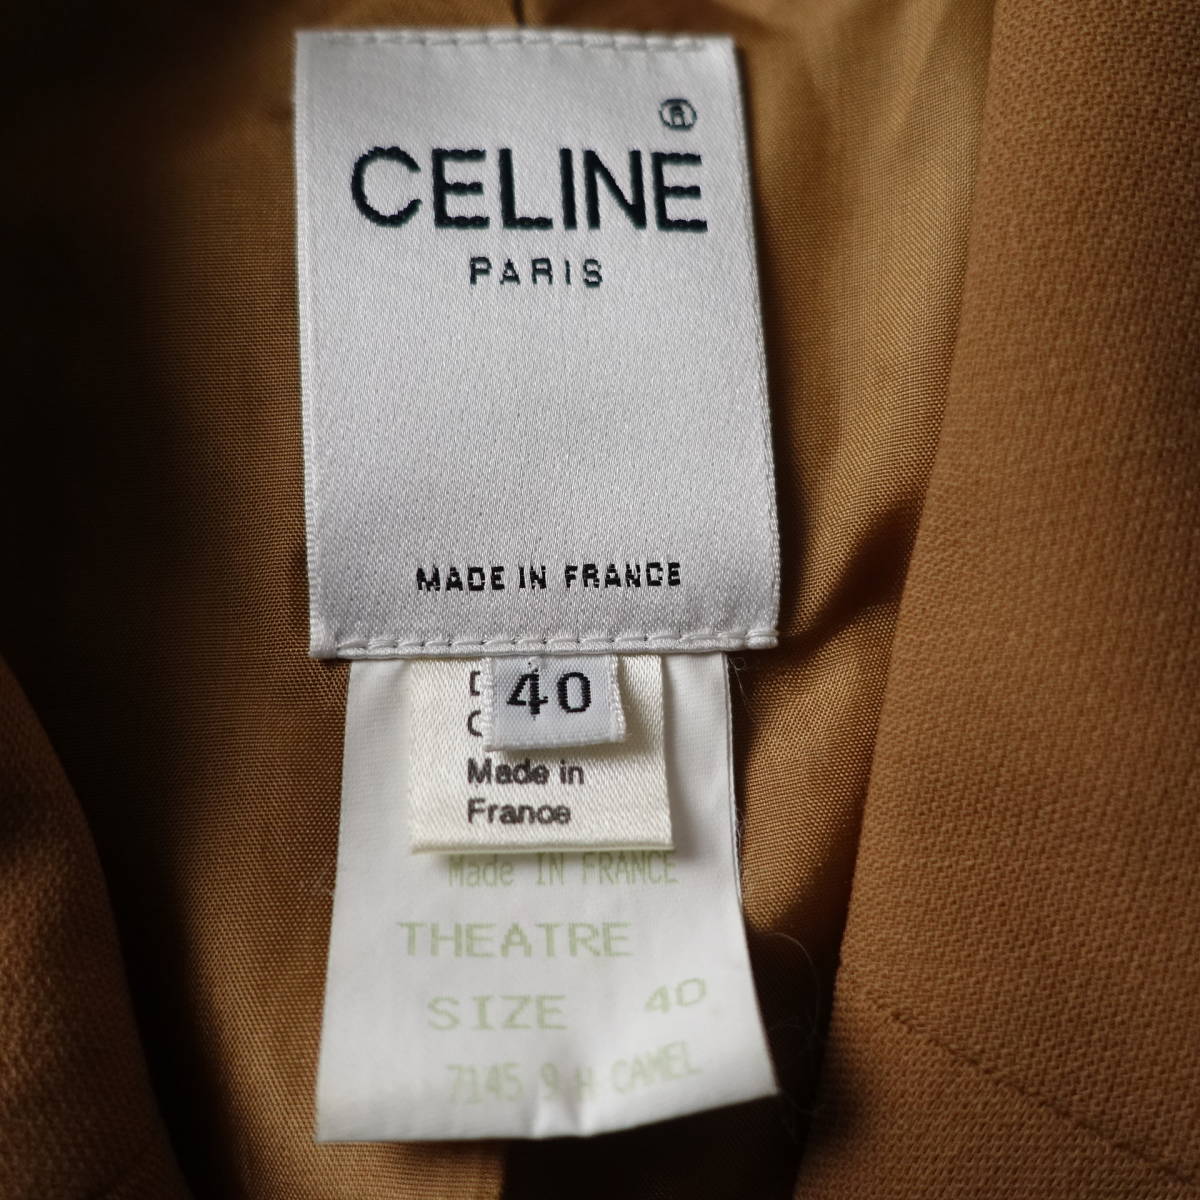 ®
CELINE
PARIS
MADE IN FRANCE
40
Made in
France
Made IN FRANCE
THEATRE
SIZE 40
7145 9 H CAMEL